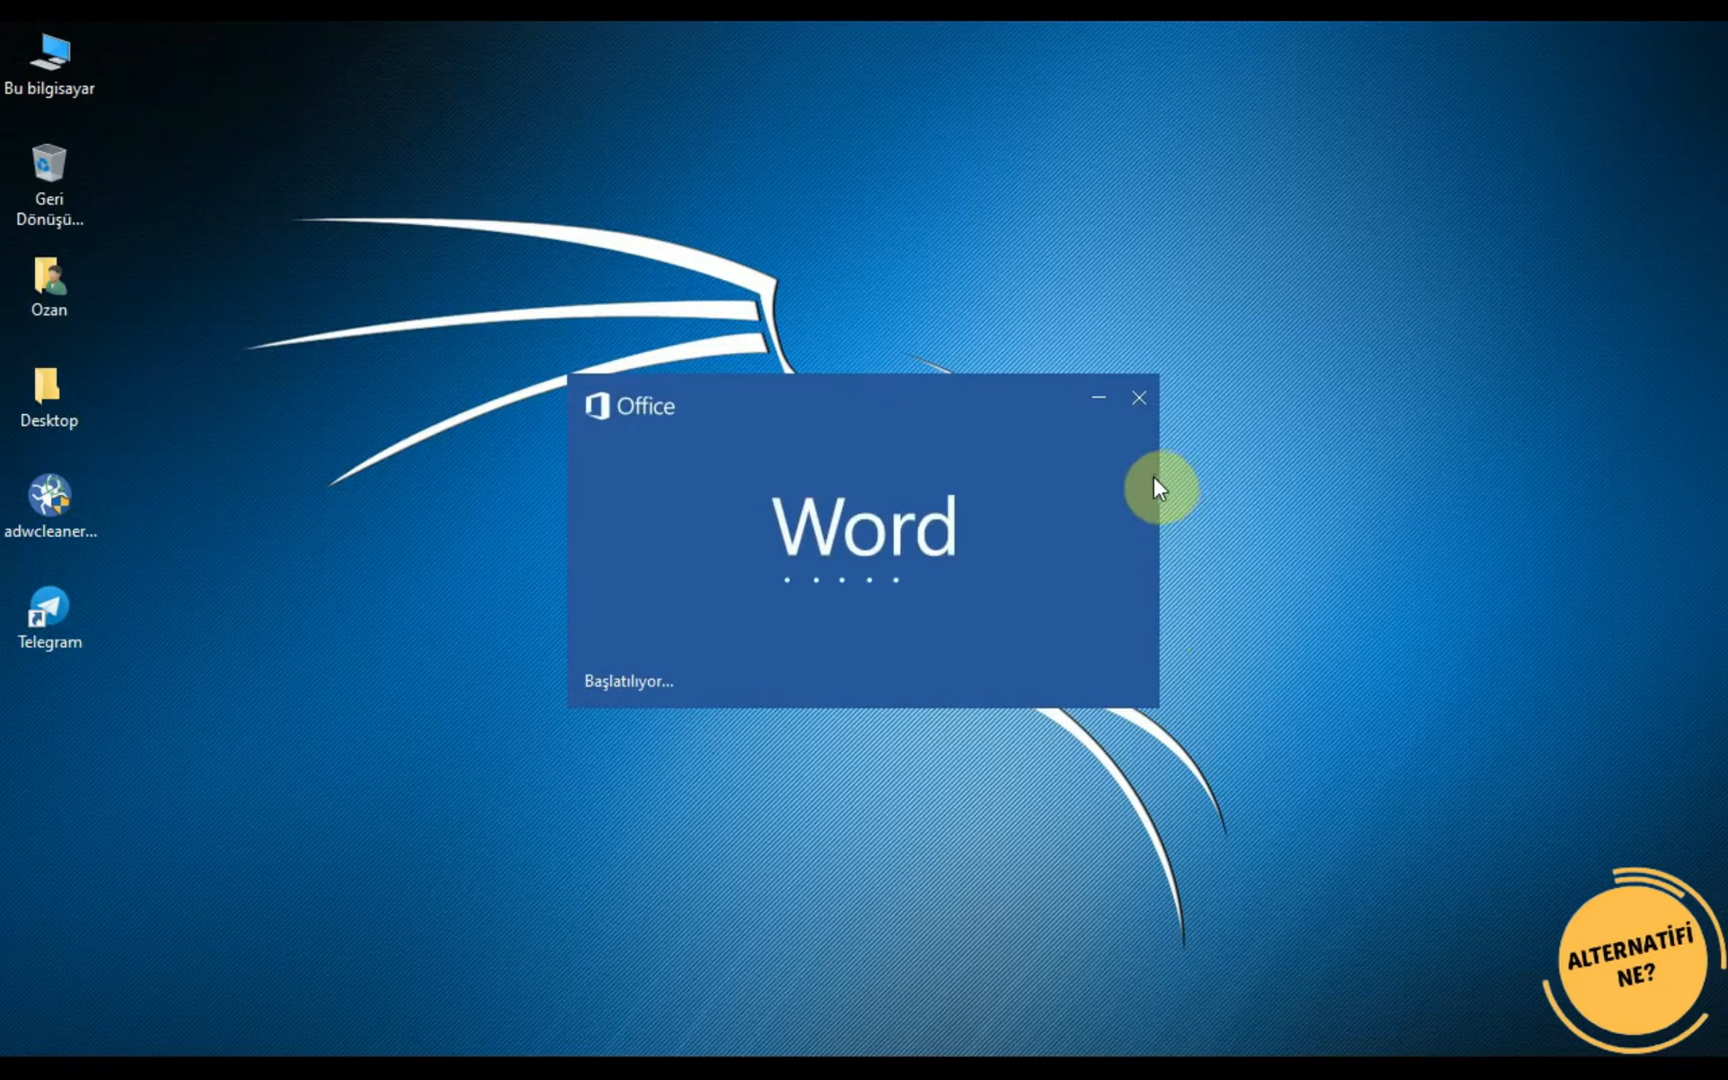 Bu bilgisayar
Geri
Dönüşü...
Ozan
Desktop
adwcleaner...
Telegram
Office
Word
Başlatılıyor...
ALTERNATİFİ
NE?